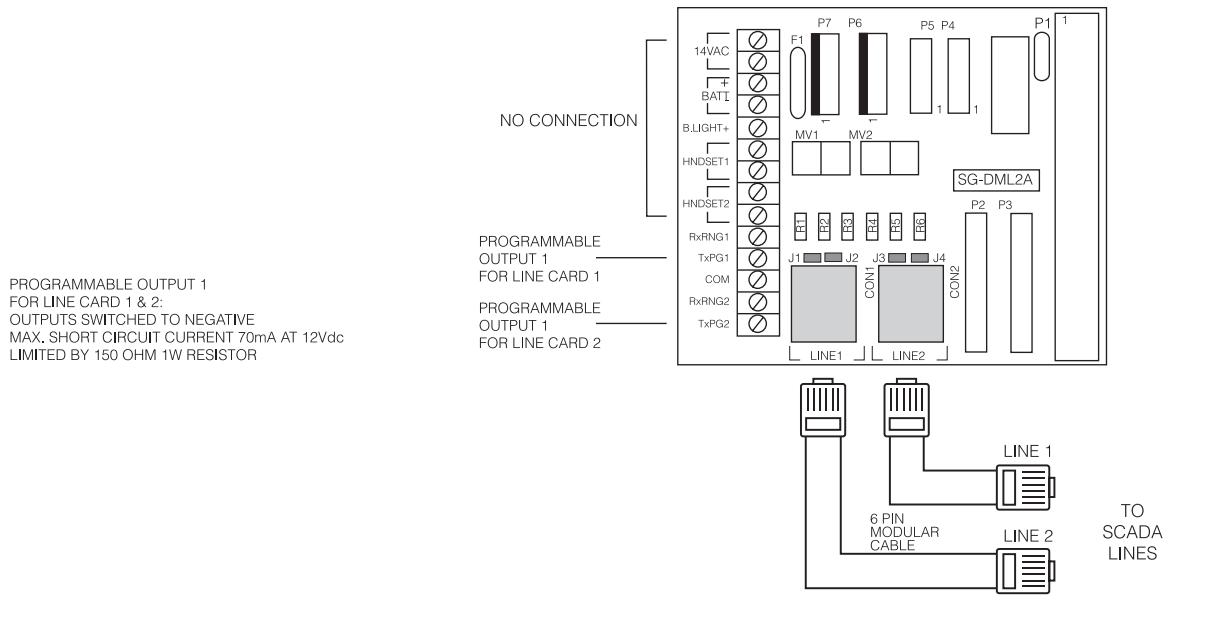 P7 P6 P5 P4 P1 1
F1
14VAC
+
BATT
-
NO CONNECTION
B.LIGHT+
1 1 1 1
MV1 MV2
HNDSET1
SG-DML2A
HNDSET2
P2 P3
R1 R2 R3 R4 R5 R6
RxRNG1
PROGRAMMABLE
OUTPUT 1
FOR LINE CARD 1
TxPG1
J1 J2 J3 J4
COM
CON1 CON2
RxRNG2
PROGRAMMABLE
OUTPUT 1
FOR LINE CARD 2
TxPG2
LINE1 LINE2
PROGRAMMABLE OUTPUT 1
FOR LINE CARD 1 & 2:
OUTPUTS SWITCHED TO NEGATIVE
MAX. SHORT CIRCUIT CURRENT 70mA AT 12Vdc
LIMITED BY 150 OHM 1W RESISTOR
LINE 1
6 PIN
MODULAR
CABLE
LINE 2
TO
SCADA
LINES